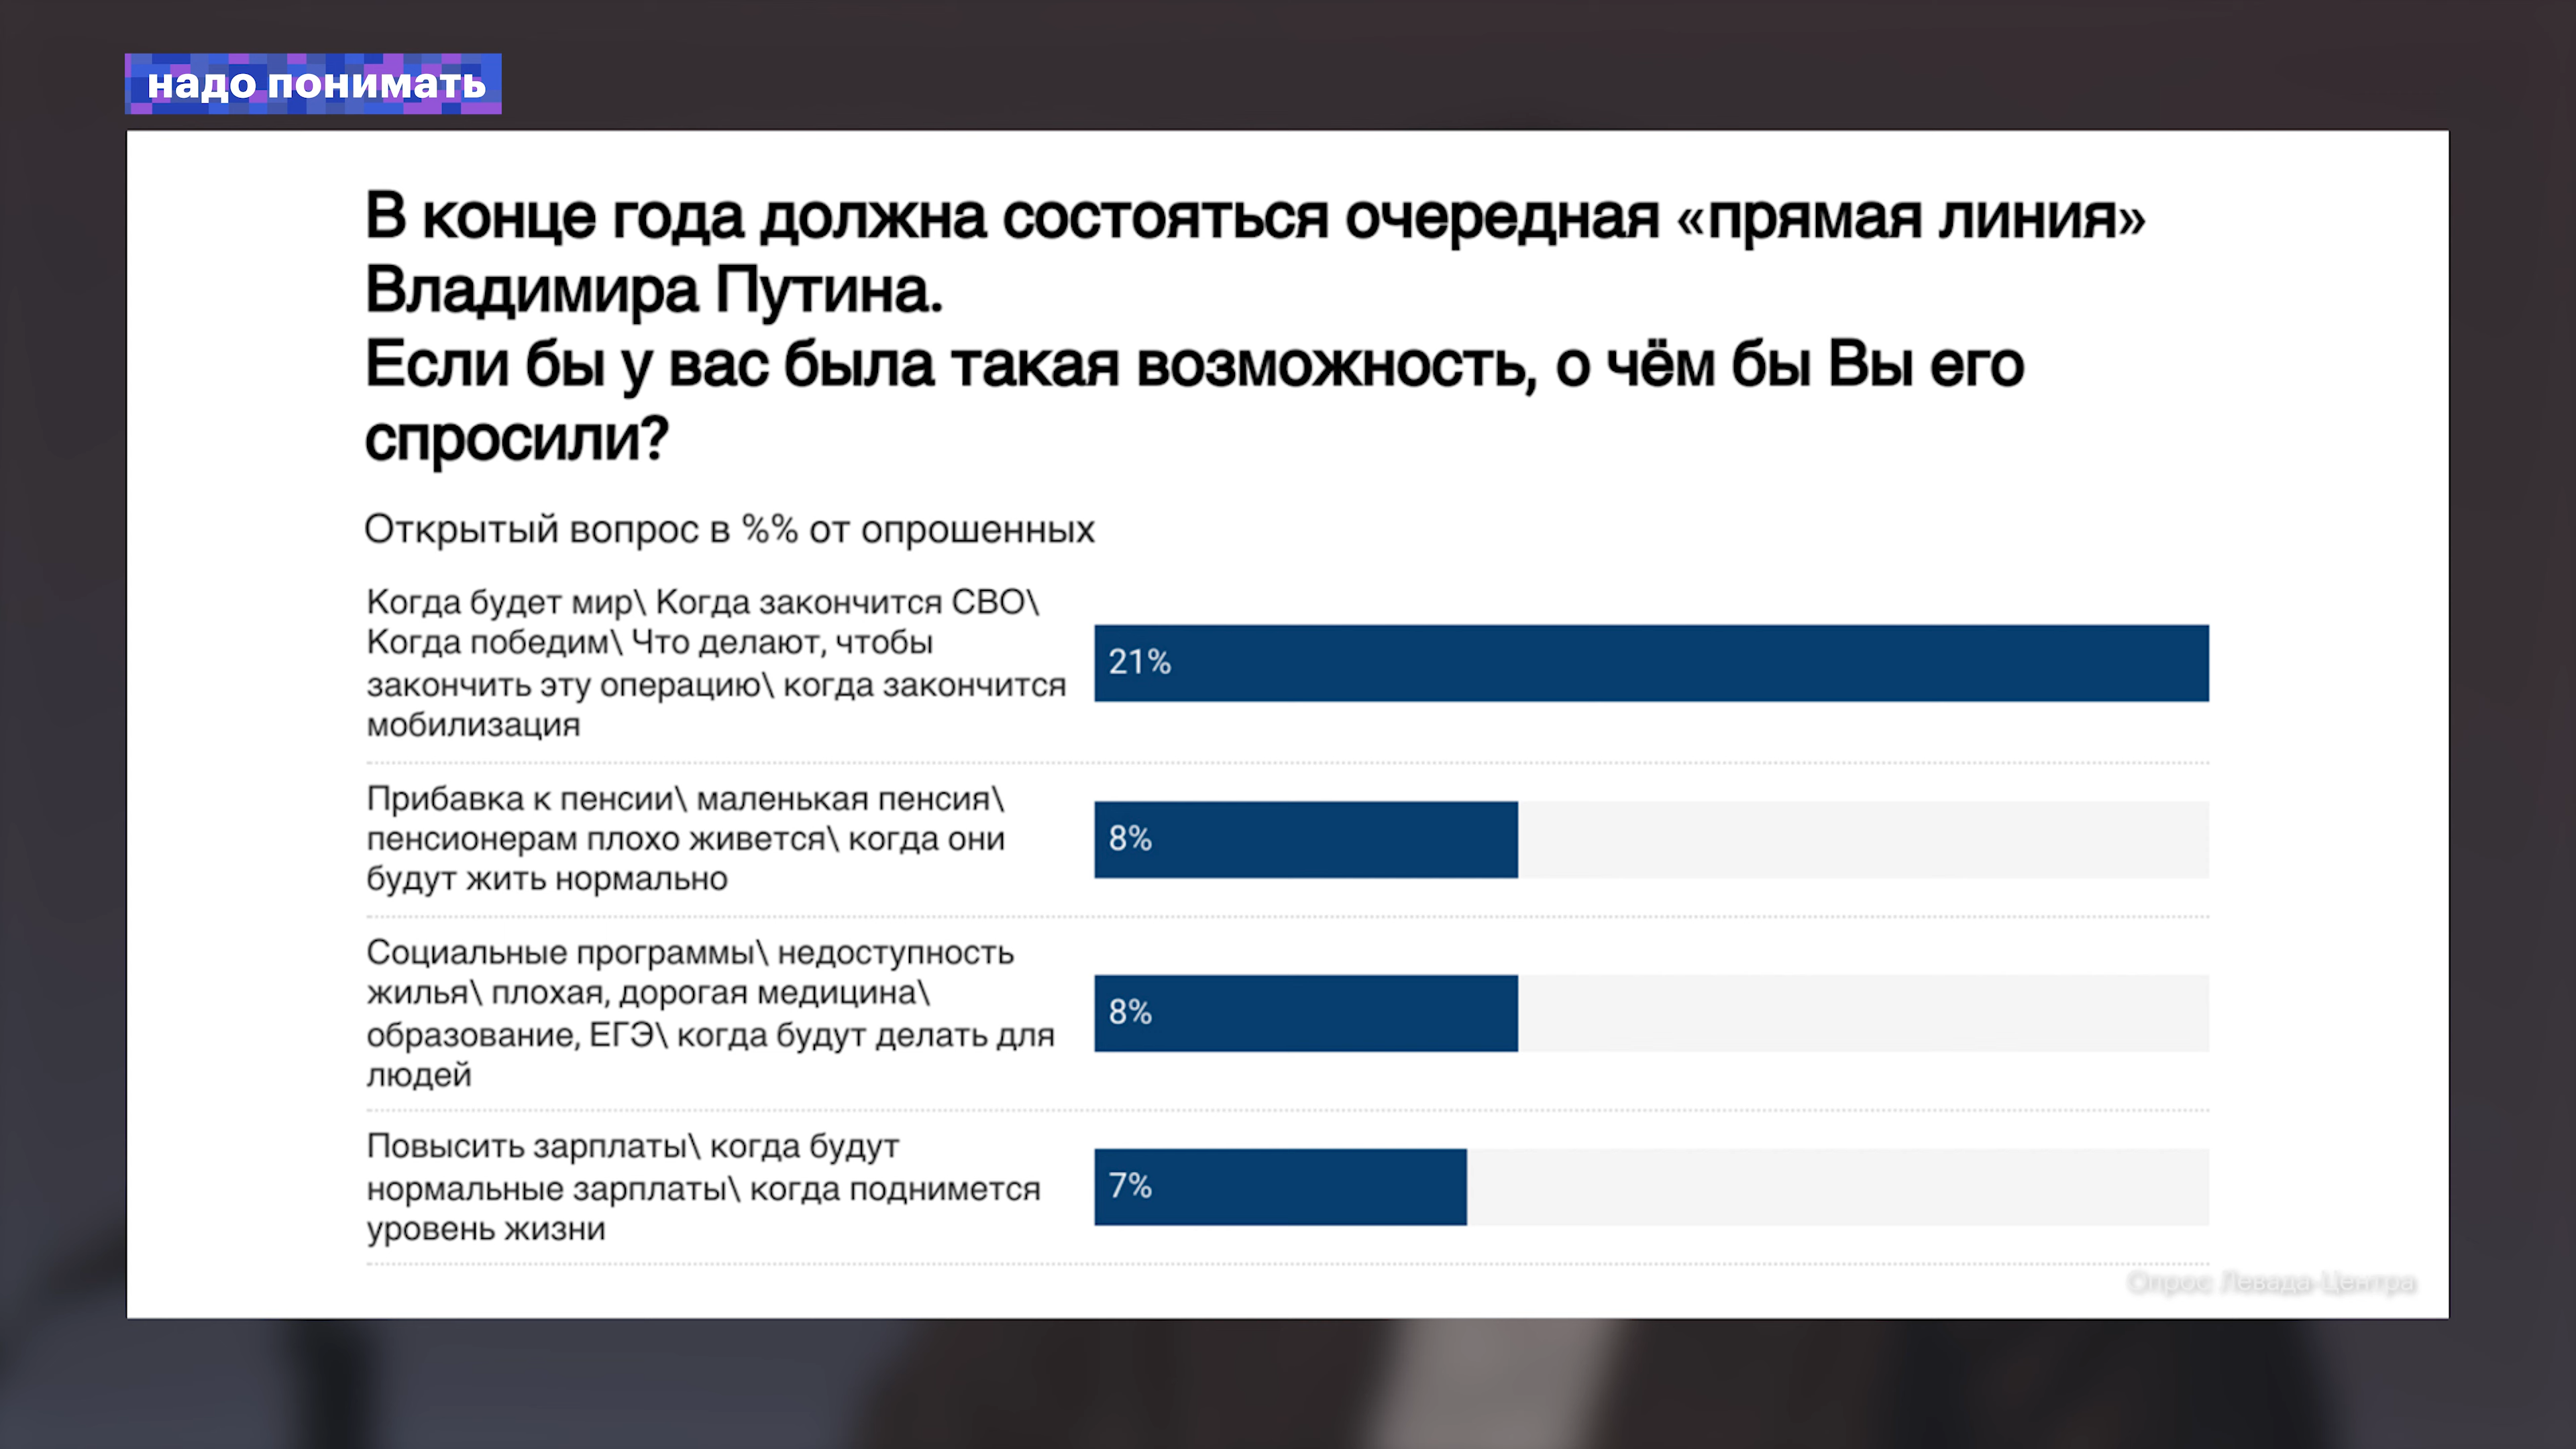 надо понимать
В конце года должна состояться очередная «прямая линия»
Владимира Путина.
Если бы у вас была такая возможность, о чём бы Вы его
спросили?
Открытый вопрос в %% от опрошенных
Когда будет мир\ Когда закончится СВО\
Когда победим\ Что делают, чтобы
закончить эту операцию\ когда закончится
мобилизация
21%
Прибавка к пенсии\ маленькая пенсия\
пенсионерам плохо живется\ когда они
будут жить нормально
8%
Социальные программы\ недоступность
жилья\ плохая, дорогая медицина\
образование, ЕГЭ\ когда будут делать для
людей
8%
Повысить зарплаты\ когда будут
нормальные зарплаты\ когда поднимется
уровень жизни
7%
Опрос Левада-Центра